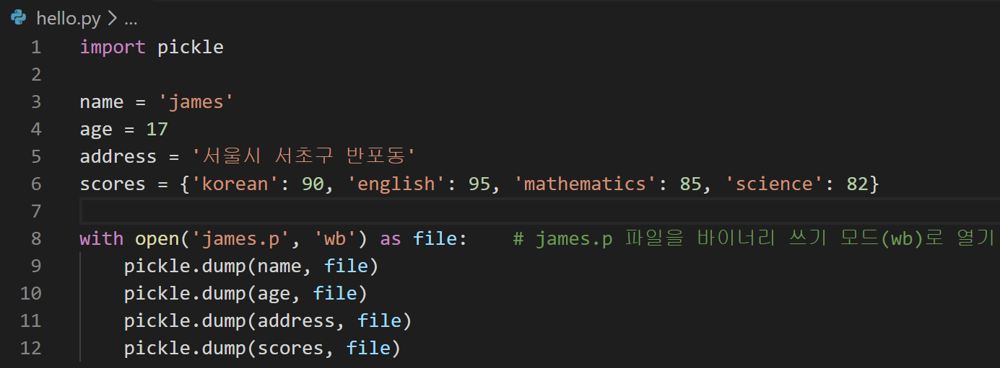 hello.py > ...
1 import pickle
2
3 name = 'james'
4 age = 17
5 address = '서울시 서초구 반포동'
6 scores = {'korean': 90, 'english': 95, 'mathematics': 85, 'science': 82}
7
8 with open('james.p', 'wb') as file:    # james.p 파일을 바이너리 쓰기 모드(wb)로 열기
9     pickle.dump(name, file)
10     pickle.dump(age, file)
11     pickle.dump(address, file)
12     pickle.dump(scores, file)